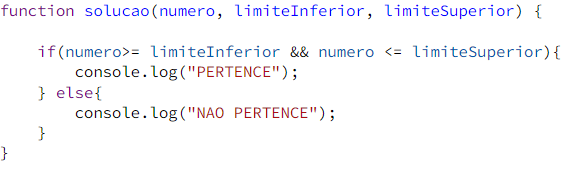 function solucao(numero, limiteInferior, limiteSuperior) {
if(numero>= limiteInferior && numero <= limiteSuperior){
console.log("PERTENCE");
} else{
console.log("NAO PERTENCE");
}
}